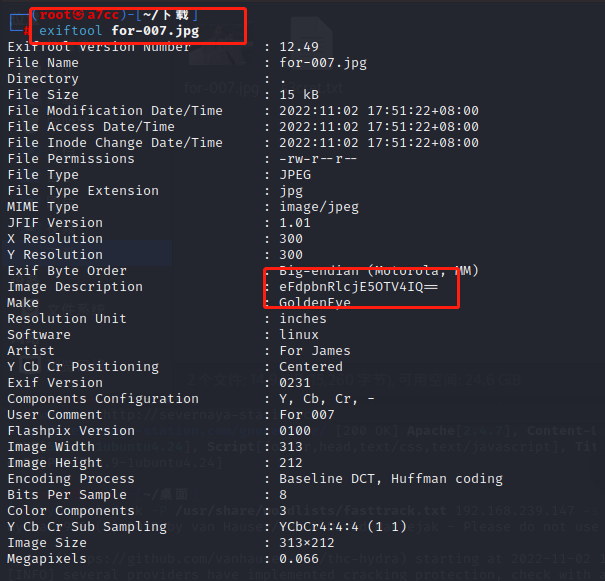 (root㉿a7cc)-[~/下载]
# exiftool for-007.jpg
ExifTool Version Number : 12.49
File Name : for-007.jpg
Directory : .
File Size : 15 kB
File Modification Date/Time : 2022:11:02 17:51:22+08:00
File Access Date/Time : 2022:11:02 17:51:22+08:00
File Inode Change Date/Time : 2022:11:02 17:51:22+08:00
File Permissions : -rw-r--r--
File Type : JPEG
File Type Extension : jpg
MIME Type : image/jpeg
JFIF Version : 1.01
X Resolution : 300
Y Resolution : 300
Exif Byte Order : Big-endian (Motorola, MM)
Image Description : eFdpbnRlcjE5OTV4IQ==
Make : GoldenEye
Resolution Unit : inches
Software : linux
Artist : For James
Y Cb Cr Positioning : Centered
Exif Version : 0231
Components Configuration : Y, Cb, Cr, -
User Comment : For 007
Flashpix Version : 0100
Image Width : 313
Image Height : 212
Encoding Process : Baseline DCT, Huffman coding
Bits Per Sample : 8
Color Components : 3
Y Cb Cr Sub Sampling : YCbCr4:4:4 (1 1)
Image Size : 313×212
Megapixels : 0.066